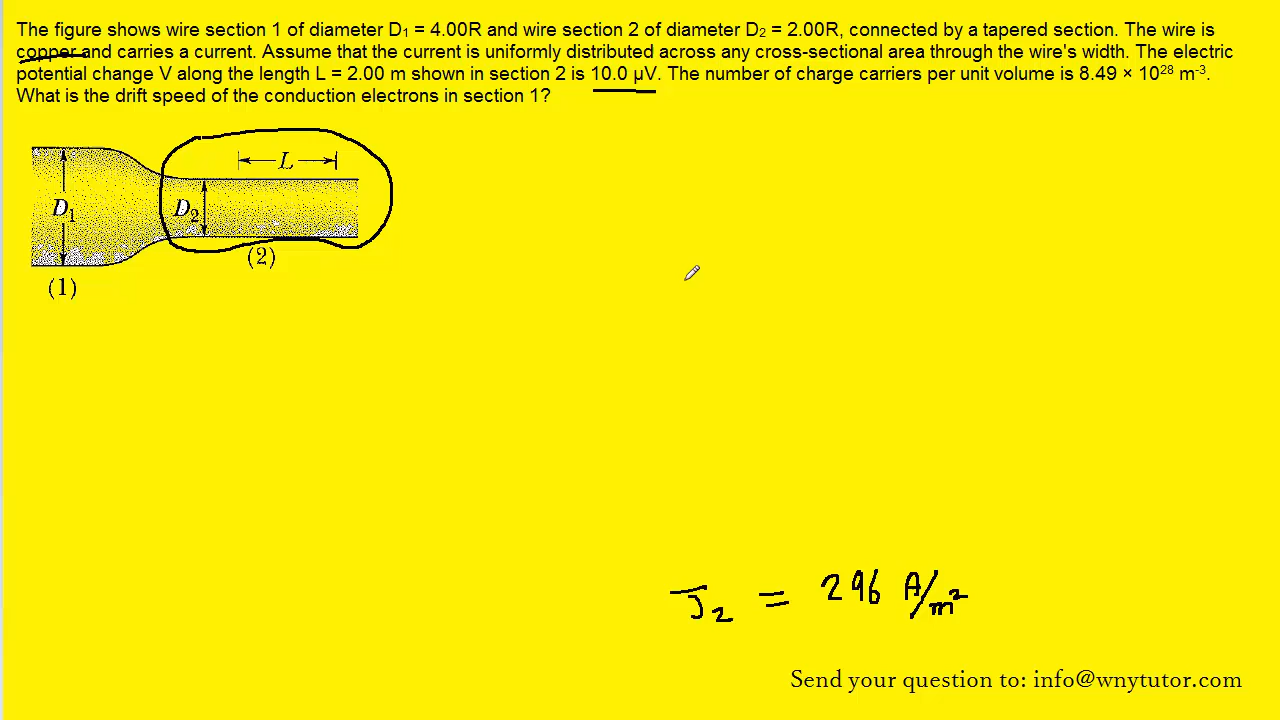 The figure shows wire section 1 of diameter D₁ = 4.00R and wire section 2 of diameter D₂ = 2.00R, connected by a tapered section. The wire is
copper and carries a current. Assume that the current is uniformly distributed across any cross-sectional area through the wire's width. The electric
potential change V along the length L = 2.00 m shown in section 2 is 10.0 µV. The number of charge carriers per unit volume is 8.49 × 10²⁸ m⁻³.
What is the drift speed of the conduction electrons in section 1?
L
D₁
D₂
(2)
(1)
J₂ = 296 A/m²
Send your question to: info@wnytutor.com